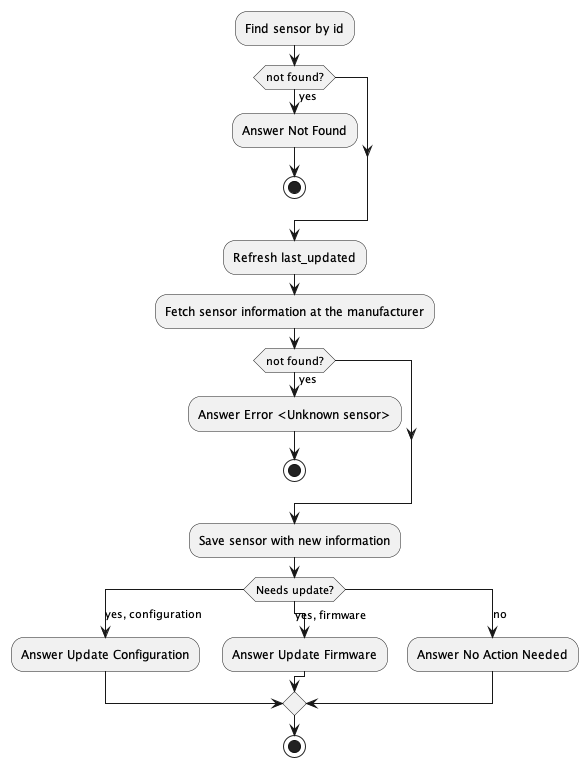 Find sensor by id
not found?
yes
Answer Not Found
Refresh last_updated
Fetch sensor information at the manufacturer
not found?
yes
Answer Error <Unknown sensor>
Save sensor with new information
Needs update?
yes, configuration
yes, firmware
no
Answer Update Configuration
Answer Update Firmware
Answer No Action Needed